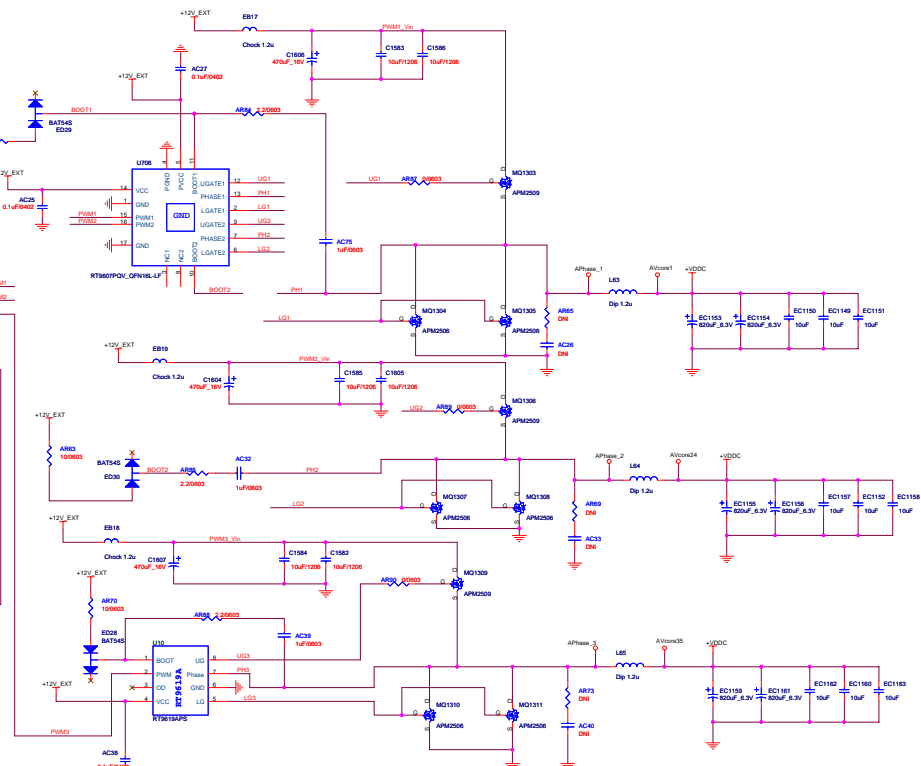 +12V_EXT
EB17
Chock 1.2u
PWM1_Vin
C1606
470uF_16V
C1583
10uF/1206
C1586
10uF/1206
AC27
0.1uF/0402
+12V_EXT
BOOT1
BAT54S
ED29
AR84 2.2/0603
U706
4 5 11
PGND PVCC BOOT1
14 VCC
1 GND
15 PWM1
16 PWM2
17 GND
GND
UGATE1 12 UG1
PHASE1 13 PH1
LGATE1 2 LG1
UGATE2 9 UG2
PHASE2 7 PH2
LGATE2 6 LG2
NC1 NC2 BOOT2
3 8 10
RT9607PQV_QFN16L-LF
BOOT2
V_EXT
AC25
0.1uF/0402
PWM1
PWM2
UG1
AR87 0/0603
G D S
MQ1303
APM2509
AC75
1uF/0603
PH1
LG1
G D S
MQ1304
APM2506
G D S
MQ1305
APM2506
AR65
DNI
AC26
DNI
APhase_1
L63
Dip 1.2u
AVcore1
+VDDC
EC1153
820uF_6.3V
EC1154
820uF_6.3V
EC1150
10uF
EC1149
10uF
EC1151
10uF
+12V_EXT
EB19
Chock 1.2u
PWM2_Vin
C1604
470uF_16V
C1585
10uF/1206
C1605
10uF/1206
UG2
AR89 0/0603
G D S
MQ1306
APM2509
+12V_EXT
AR63
10/0603
BAT54S
ED30
BOOT2
AR85
2.2/0603
AC32
1uF/0603
PH2
LG2
G D S
MQ1307
APM2506
G D S
MQ1308
APM2506
AR69
DNI
AC33
DNI
APhase_2
L64
Dip 1.2u
AVcore24
+VDDC
EC1155
820uF_6.3V
EC1156
820uF_6.3V
EC1157
10uF
EC1152
10uF
EC1158
10uF
+12V_EXT
EB18
Chock 1.2u
PWM3_Vin
C1607
470uF_16V
C1584
10uF/1206
C1582
10uF/1206
AR90 0/0603
G D S
MQ1309
APM2509
+12V_EXT
AR70
10/0603
ED28
BAT54S
AR88 2.2/0603
AC39
1uF/0603
U10
1 BOOT
2 PWM
3 OD
4 VCC
RT9619A
UG 8 UG3
Phase 7 PH3
GND 6
LG 5 LG3
RT9619APS
+12V_EXT
PWM3
AC38
G D S
MQ1310
APM2506
G D S
MQ1311
APM2506
AR73
DNI
AC40
DNI
APhase_3
L65
Dip 1.2u
AVcore35
+VDDC
EC1159
820uF_6.3V
EC1161
820uF_6.3V
EC1162
10uF
EC1160
10uF
EC1163
10uF